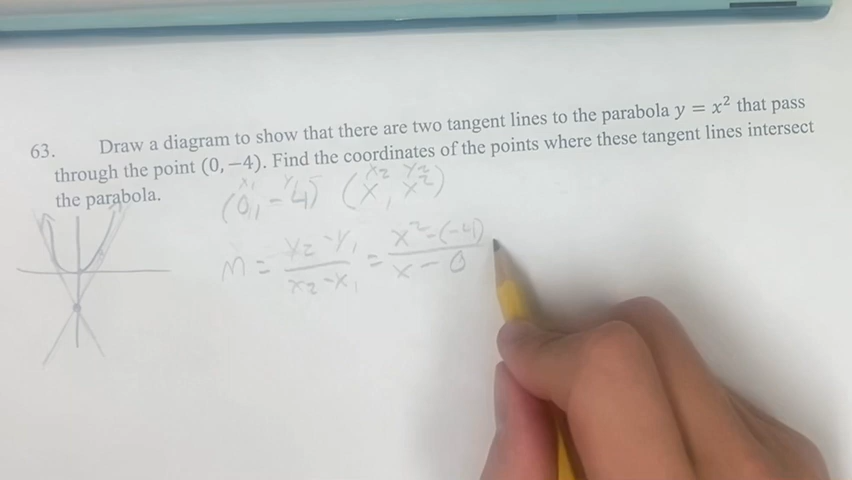 63. Draw a diagram to show that there are two tangent lines to the parabola y = x² that pass
through the point (0, −4). Find the coordinates of the points where these tangent lines intersect
the parabola.
x₁ y₁ x₂ y₂
(0, -4) (x, x²)
m = y₂-y₁ / x₂-x₁ = x²-(-4) / x-0